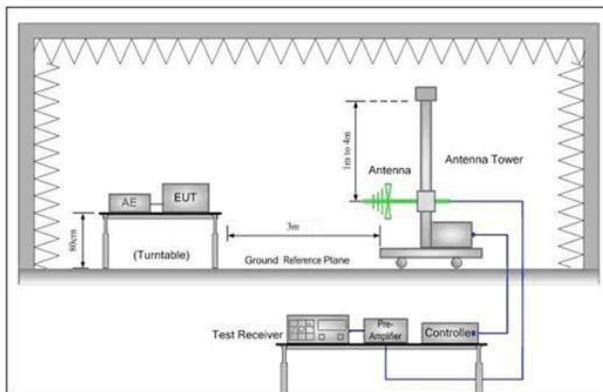 1m to 4m
Antenna
Antenna Tower
AE
EUT
80cm
(Turntable)
3m
Ground Reference Plane
Test Receiver
Pre-
Amplifier
Controller